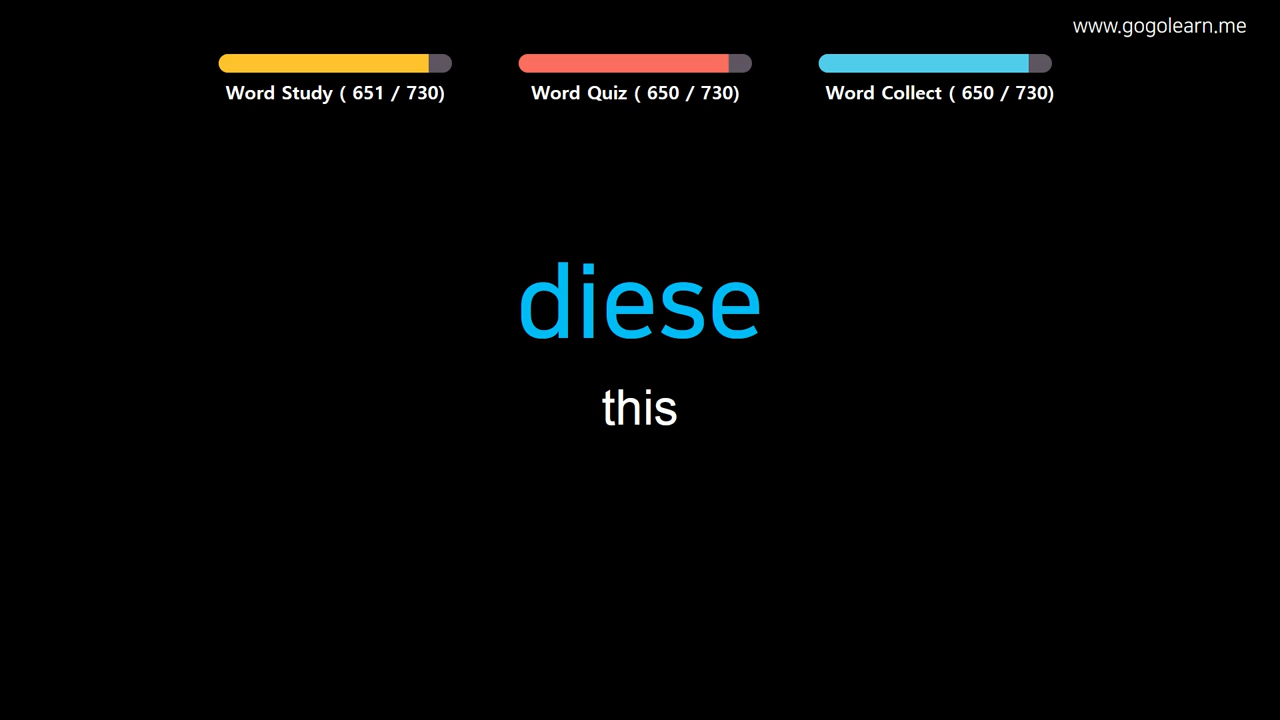 www.gogolearn.me
Word Study ( 651 / 730)
Word Quiz ( 650 / 730)
Word Collect ( 650 / 730)
diese
this